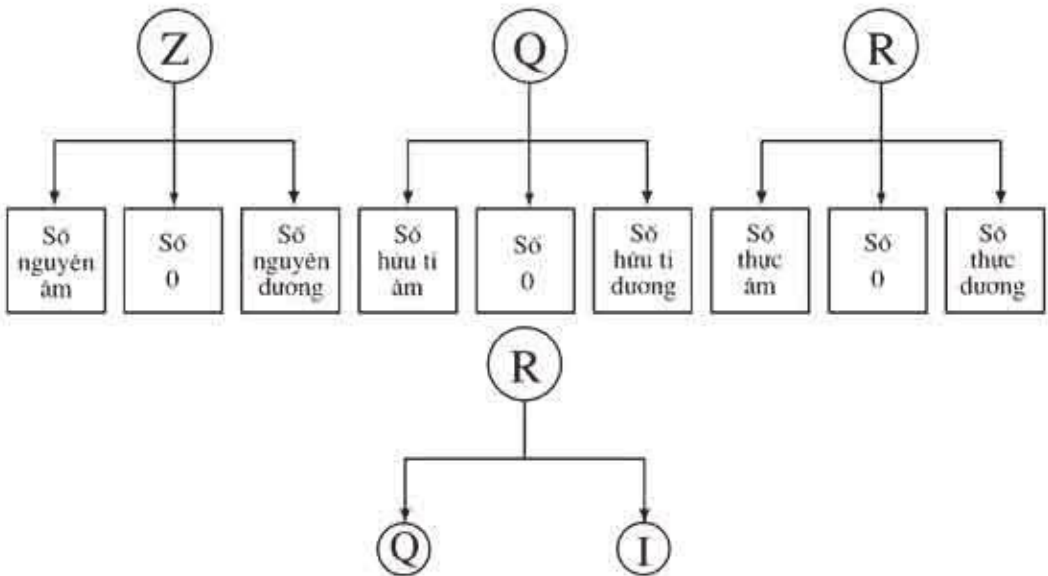 Z
Q
R
Số
nguyên
âm
Số
0
Số
nguyên
dương
Số
hữu tỉ
âm
Số
0
Số
hữu tỉ
dương
Số
thực
âm
Số
0
Số
thực
dương
R
Q
I